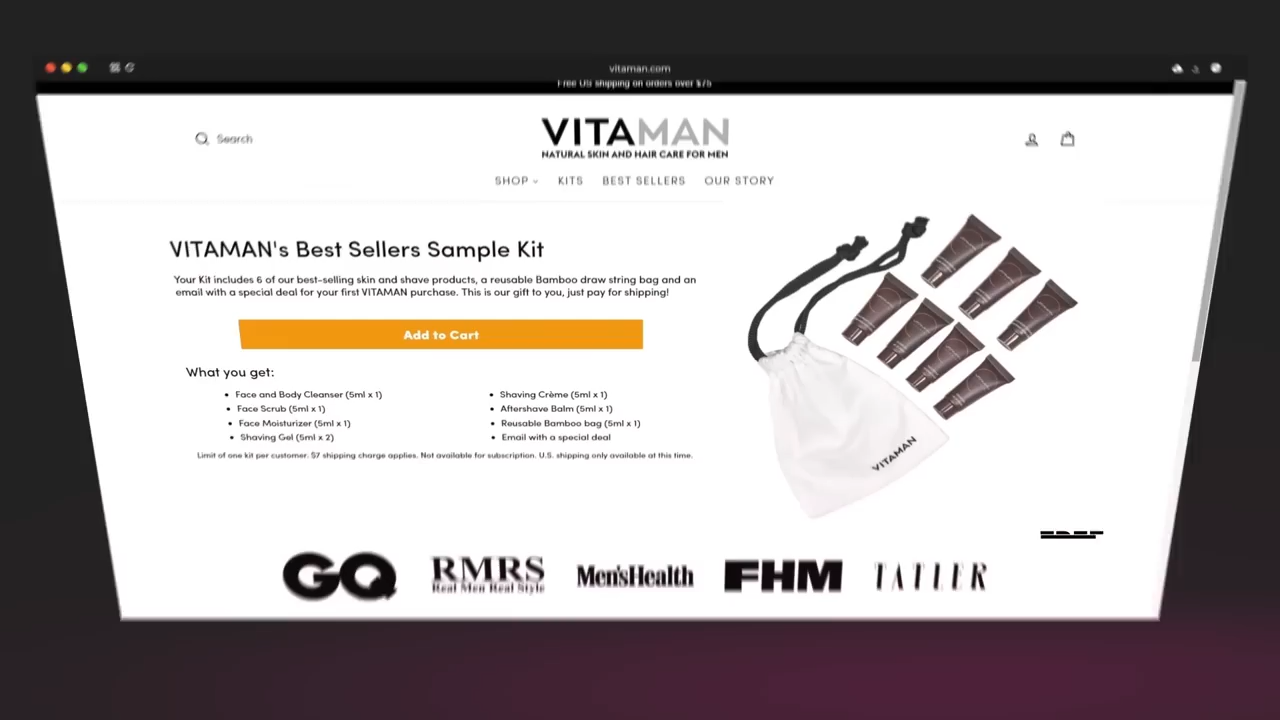 vitaman.com
Free US shipping on orders over $75
Search
VITAMAN
NATURAL SKIN AND HAIR CARE FOR MEN
SHOP
KITS
BEST SELLERS
OUR STORY
VITAMAN's Best Sellers Sample Kit
Your Kit includes 6 of our best-selling skin and shave products, a reusable Bamboo draw string bag and an
email with a special deal for your first VITAMAN purchase. This is our gift to you, just pay for shipping!
Add to Cart
What you get:
Face and Body Cleanser (5ml x 1)
Face Scrub (5ml x 1)
Face Moisturizer (5ml x 1)
Shaving Gel (5ml x 2)
Shaving Crème (5ml x 1)
Aftershave Balm (5ml x 1)
Reusable Bamboo bag (5ml x 1)
Email with a special deal
Limit of one kit per customer. $7 shipping charge applies. Not available for subscription. U.S. shipping only available at this time.
VITAMAN
GQ
RMRS
Real Men Real Style
Men'sHealth
FHM
TATLER